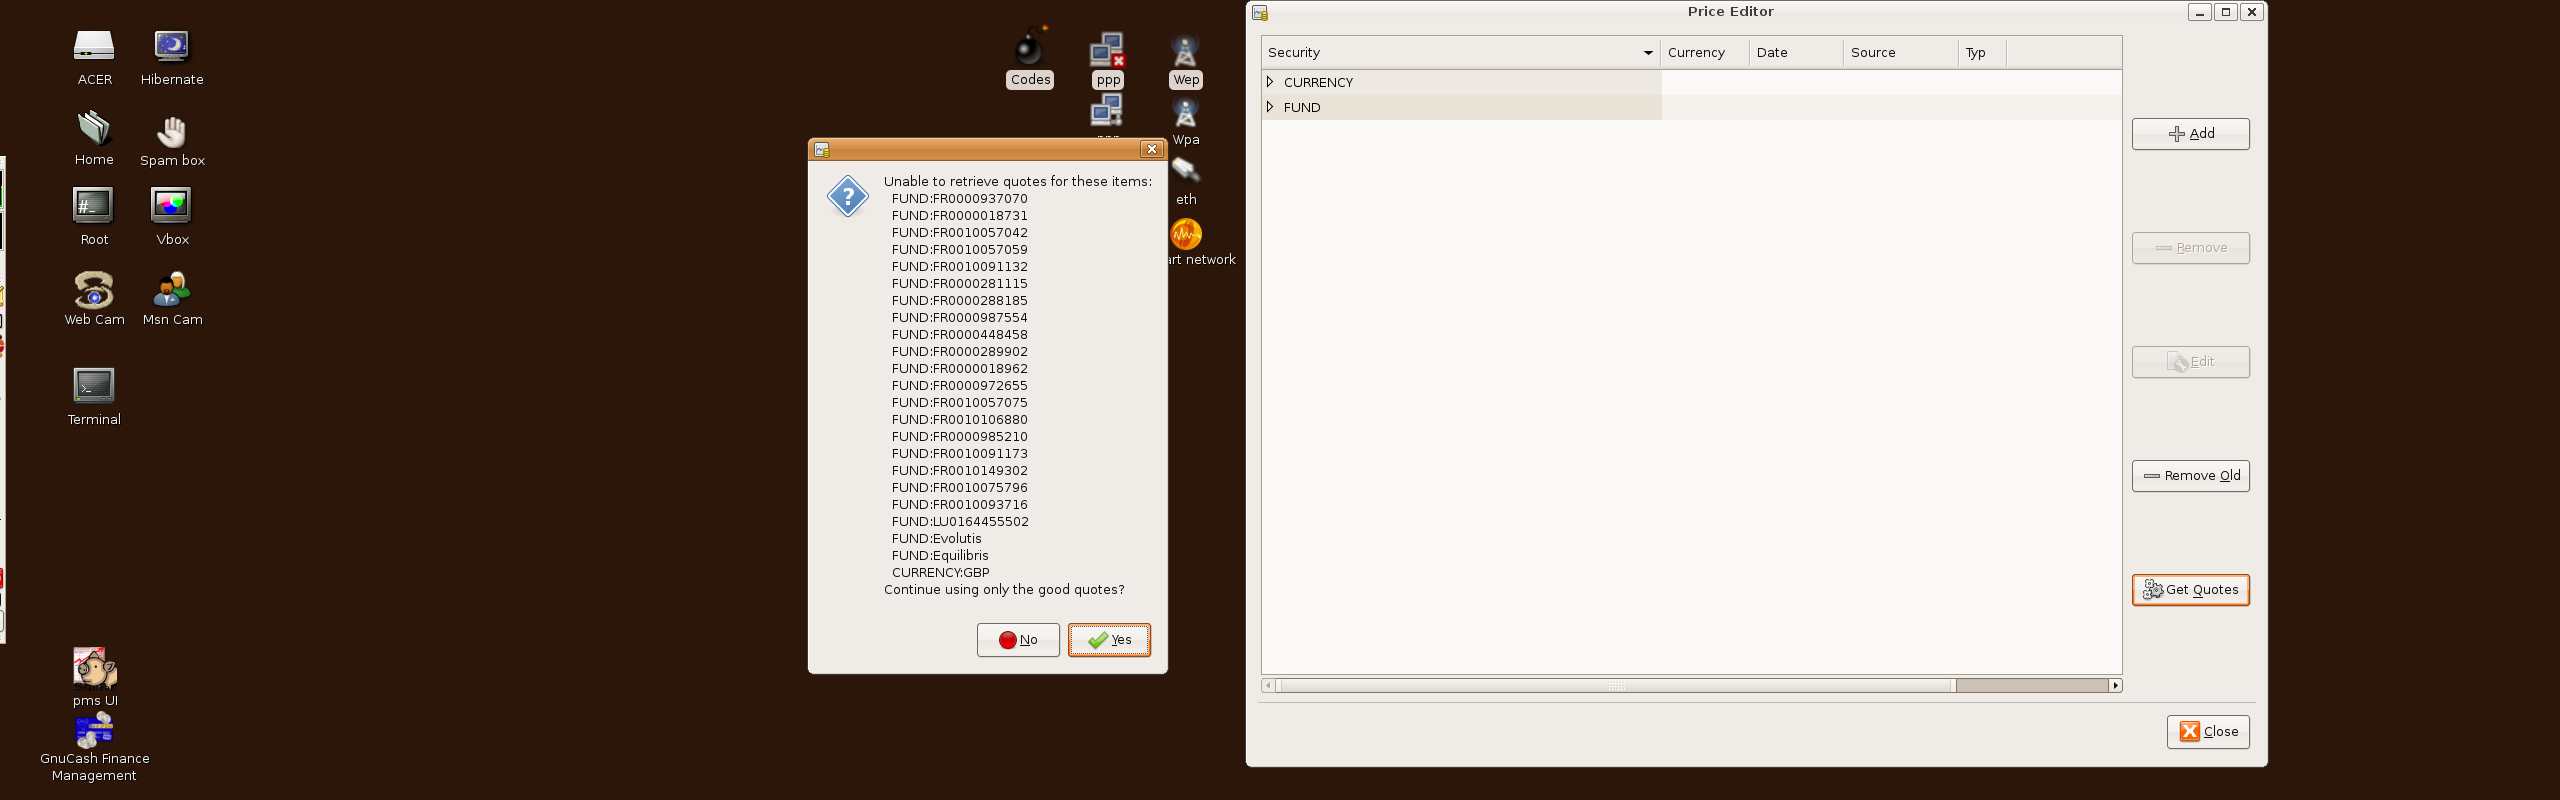 ACER
Hibernate
Home
Spam box
Root
Vbox
Web Cam
Msn Cam
Terminal
pms UI
GnuCash Finance
Management
Codes
ppp
Wep
Wpa
eth
art network
Unable to retrieve quotes for these items:
FUND:FR0000937070
FUND:FR0000018731
FUND:FR0010057042
FUND:FR0010057059
FUND:FR0010091132
FUND:FR0000281115
FUND:FR0000288185
FUND:FR0000987554
FUND:FR0000448458
FUND:FR0000289902
FUND:FR0000018962
FUND:FR0000972655
FUND:FR0010057075
FUND:FR0010106880
FUND:FR0000985210
FUND:FR0010091173
FUND:FR0010149302
FUND:FR0010075796
FUND:FR0010093716
FUND:LU0164455502
FUND:Evolutis
FUND:Equilibris
CURRENCY:GBP
Continue using only the good quotes?
No
Yes
Price Editor
Security Currency Date Source Typ
CURRENCY
FUND
Add
Remove
Edit
Remove Old
Get Quotes
Close